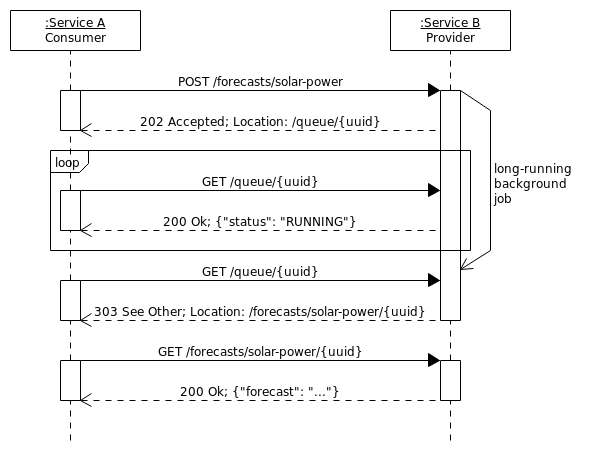 :Service A
Consumer
:Service B
Provider
POST /forecasts/solar-power
202 Accepted; Location: /queue/{uuid}
loop
long-running
background
job
GET /queue/{uuid}
200 Ok; {"status": "RUNNING"}
GET /queue/{uuid}
303 See Other; Location: /forecasts/solar-power/{uuid}
GET /forecasts/solar-power/{uuid}
200 Ok; {"forecast": "..."}